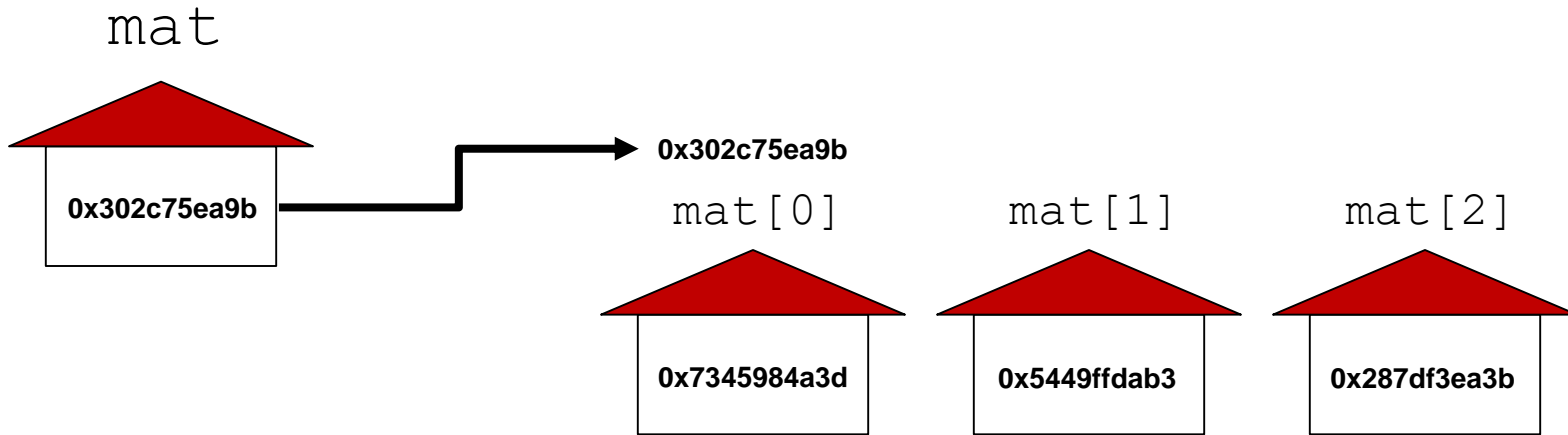 mat
0x302c75ea9b
0x302c75ea9b
mat[0] mat[1] mat[2]
0x7345984a3d 0x5449ffdab3 0x287df3ea3b